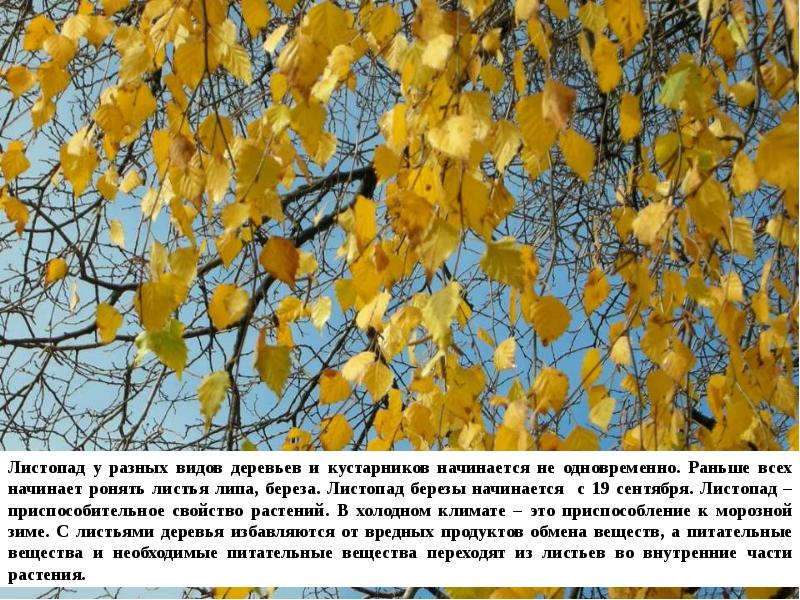 Листопад у разных видов деревьев и кустарников начинается не одновременно. Раньше всех
начинает ронять листья липа, береза. Листопад березы начинается с 19 сентября. Листопад –
приспособительное свойство растений. В холодном климате – это приспособление к морозной
зиме. С листьями деревья избавляются от вредных продуктов обмена веществ, а питательные
вещества и необходимые питательные вещества переходят из листьев во внутренние части
растения.